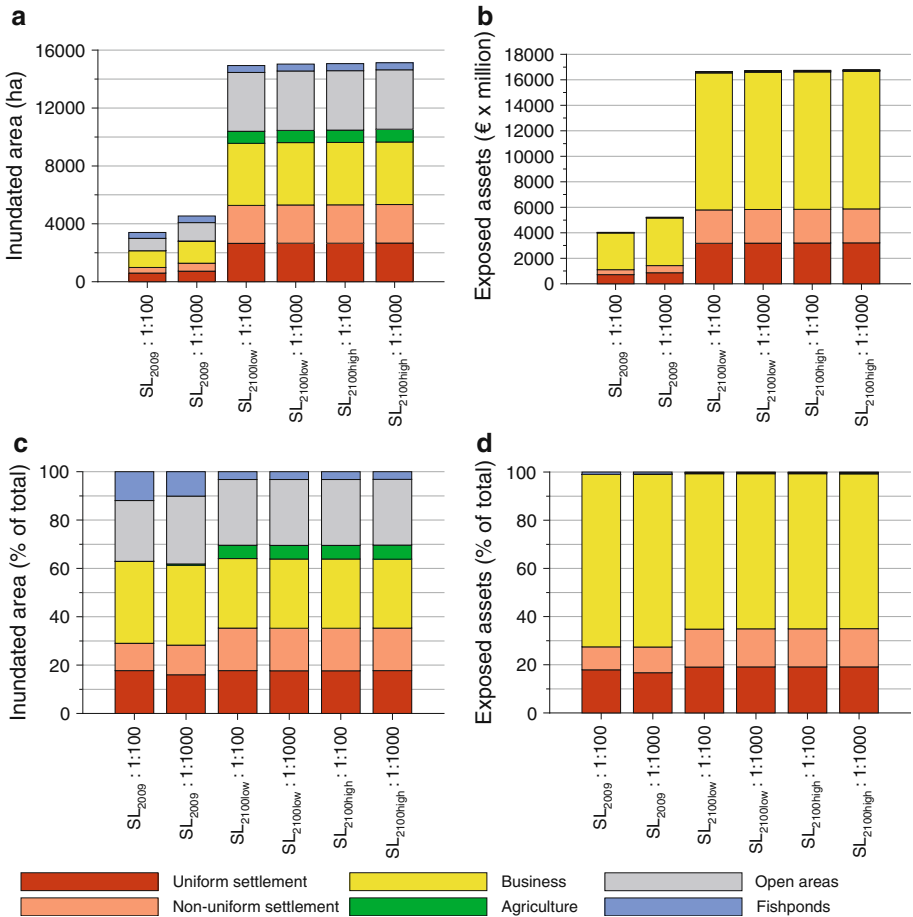 a
Inundated area (ha)
16000
12000
8000
4000
0
SL2009 : 1:100
SL2009 : 1:1000
SL2100low : 1:100
SL2100low : 1:1000
SL2100high : 1:100
SL2100high : 1:1000
b
Exposed assets (€ x million)
18000
16000
14000
12000
10000
8000
6000
4000
2000
0
SL2009 : 1:100
SL2009 : 1:1000
SL2100low : 1:100
SL2100low : 1:1000
SL2100high : 1:100
SL2100high : 1:1000
c
Inundated area (% of total)
100
80
60
40
20
0
SL2009 : 1:100
SL2009 : 1:1000
SL2100low : 1:100
SL2100low : 1:1000
SL2100high : 1:100
SL2100high : 1:1000
d
Exposed assets (% of total)
100
80
60
40
20
0
SL2009 : 1:100
SL2009 : 1:1000
SL2100low : 1:100
SL2100low : 1:1000
SL2100high : 1:100
SL2100high : 1:1000
Uniform settlement
Business
Open areas
Non-uniform settlement
Agriculture
Fishponds